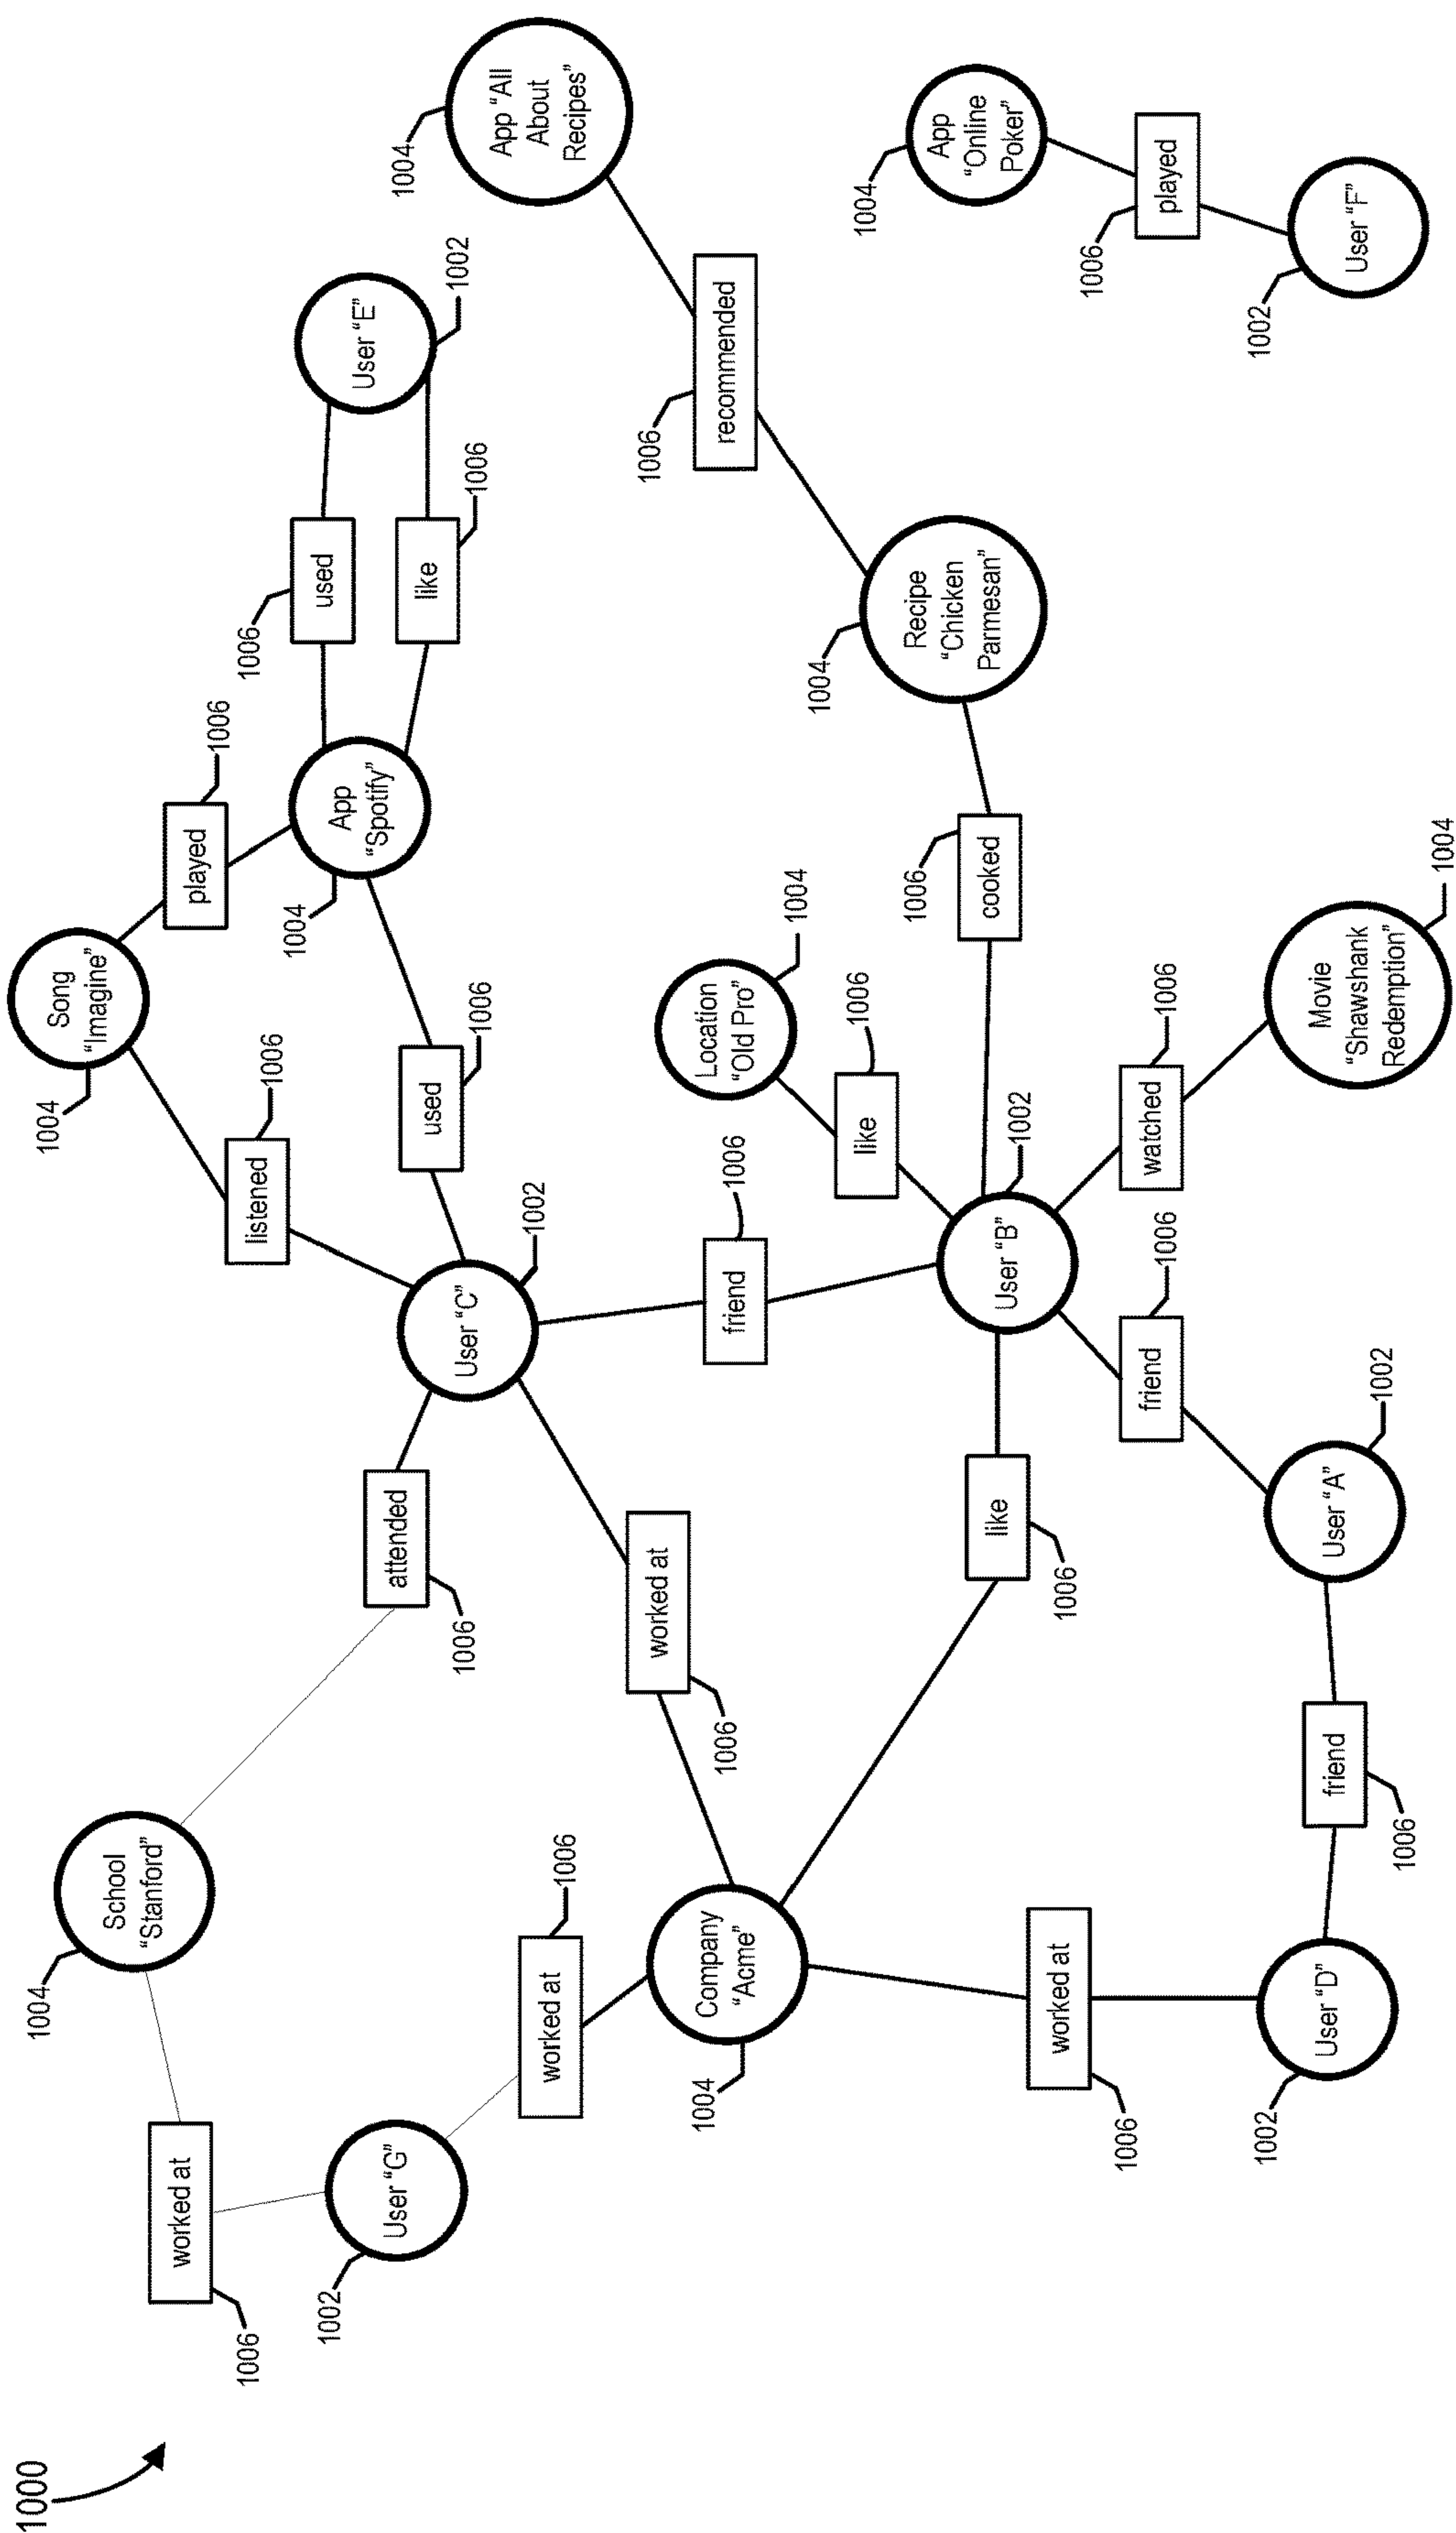 1000
1006
worked at
1004
School
“Stanford”
1004
Song
“Imagine”
1006
played
1006
listened
1006
1002
User “G”
1006
attended
1002
User “C”
1006
used
1004
App
“Spotify”
1006
used
1006
like
1002
User “E”
1006
worked at
1006
worked at
1004
Company
“Acme”
1006
friend
1004
Location
“Old Pro”
1006
like
1006
recommended
1004
App “All
About
Recipes”
1006
worked at
1006
like
1002
User “B”
1006
cooked
1004
Recipe
“Chicken
Parmesan”
1004
App
“Online
Poker”
1006
played
1002
User “F”
1002
User “D”
1006
friend
1002
User “A”
1006
friend
1006
watched
1004
Movie
“Shawshank
Redemption”